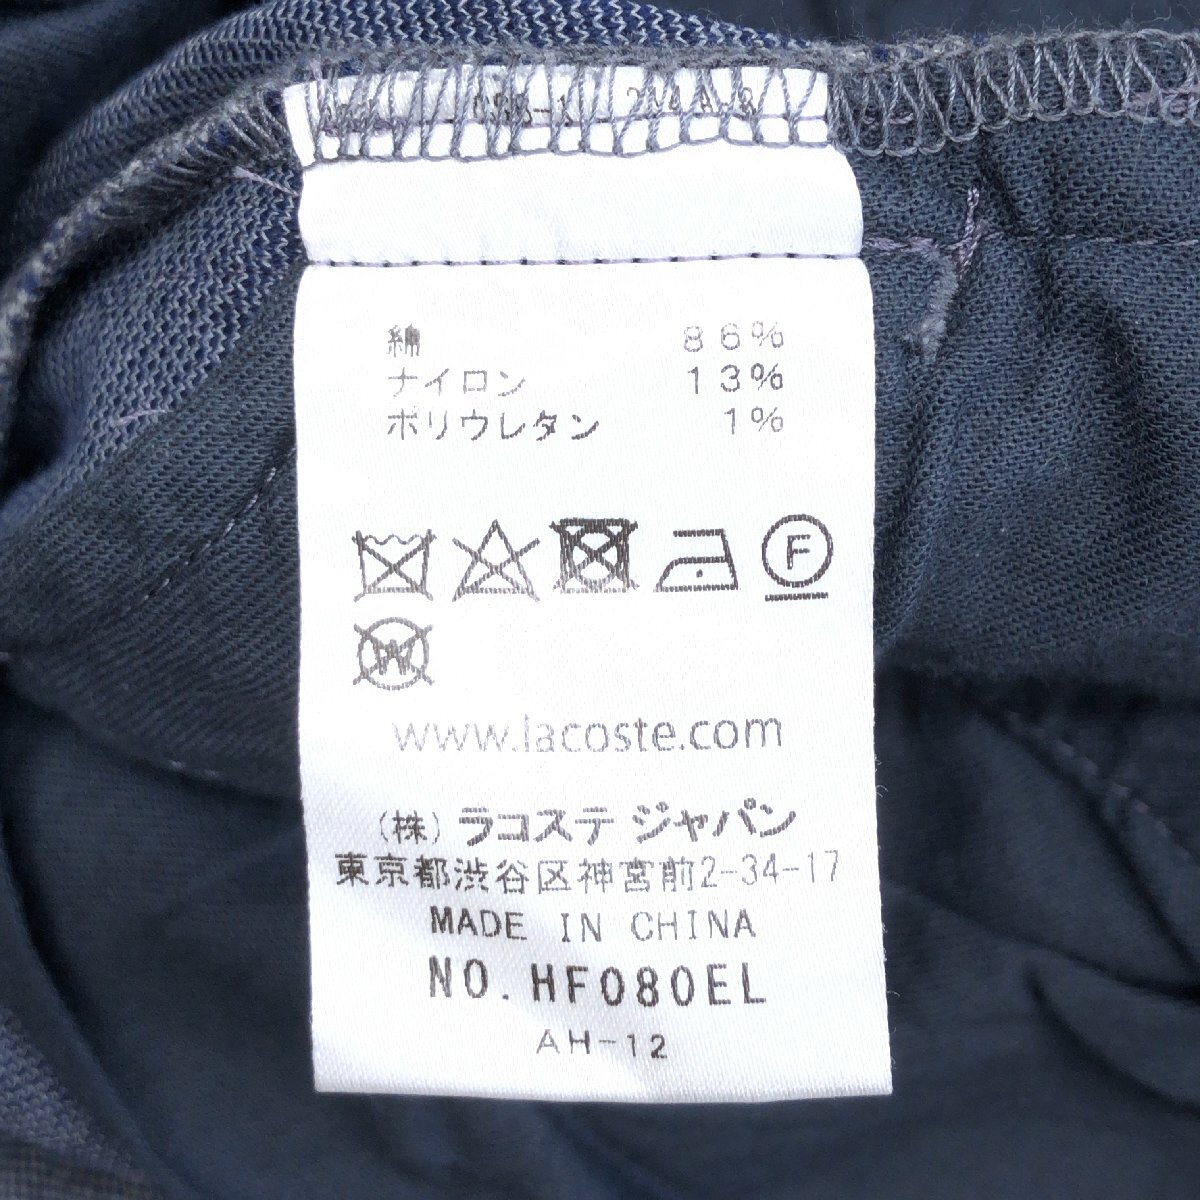 綿 86%
ナイロン 13%
ポリウレタン 1%
F
W
www.lacoste.com
(株) ラコステ ジャパン
東京都渋谷区神宮前2-34-17
MADE IN CHINA
NO. HF080EL
AH-12